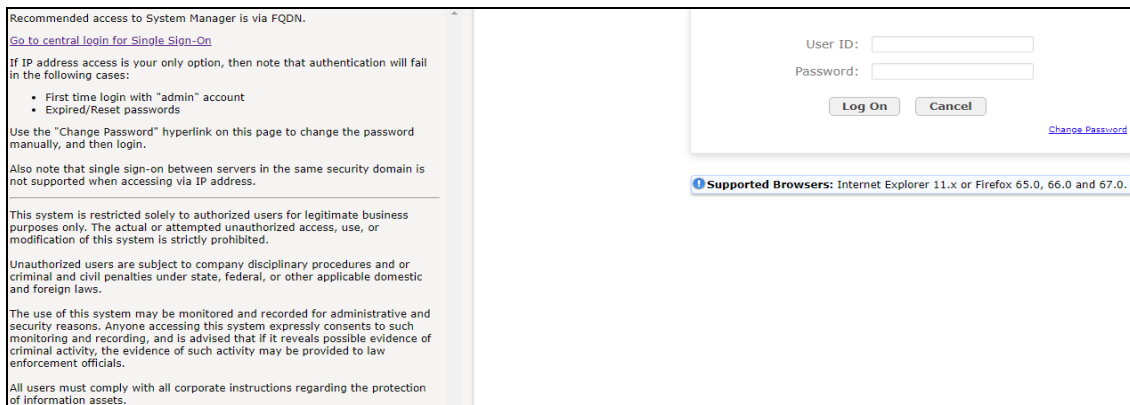 Recommended access to System Manager is via FQDN.
Go to central login for Single Sign-On
If IP address access is your only option, then note that authentication will fail
in the following cases:
• First time login with "admin" account
• Expired/Reset passwords
Use the "Change Password" hyperlink on this page to change the password
manually, and then login.
Also note that single sign-on between servers in the same security domain is
not supported when accessing via IP address.
This system is restricted solely to authorized users for legitimate business
purposes only. The actual or attempted unauthorized access, use, or
modification of this system is strictly prohibited.
Unauthorized users are subject to company disciplinary procedures and or
criminal and civil penalties under state, federal, or other applicable domestic
and foreign laws.
The use of this system may be monitored and recorded for administrative and
security reasons. Anyone accessing this system expressly consents to such
monitoring and recording, and is advised that if it reveals possible evidence of
criminal activity, the evidence of such activity may be provided to law
enforcement officials.
All users must comply with all corporate instructions regarding the protection
of information assets.
User ID:
Password:
Log On Cancel
Change Password
Supported Browsers: Internet Explorer 11.x or Firefox 65.0, 66.0 and 67.0.